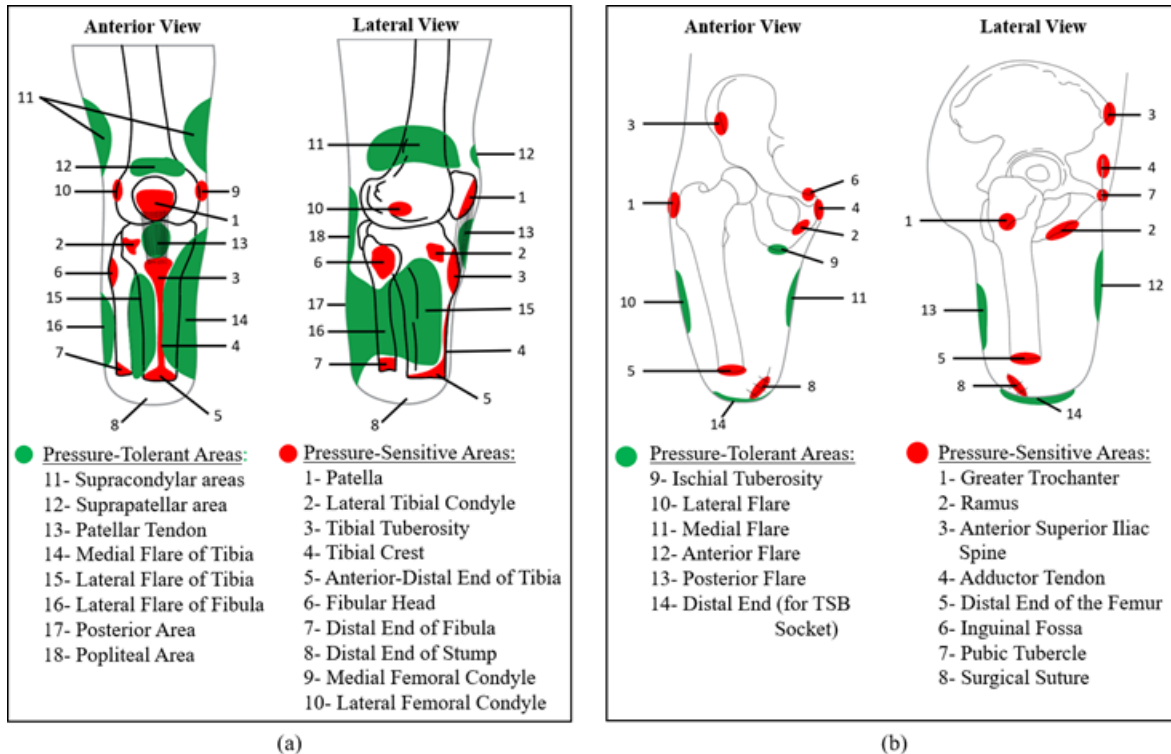 Anterior View
Lateral View
11
12
10
9
1
2
13
6
3
15
16
14
7
4
5
8
11
12
1
10
18
13
2
6
3
17
15
16
4
7
5
8
Pressure-Tolerant Areas:
11- Supracondylar areas
12- Suprapatellar area
13- Patellar Tendon
14- Medial Flare of Tibia
15- Lateral Flare of Tibia
16- Lateral Flare of Fibula
17- Posterior Area
18- Popliteal Area
Pressure-Sensitive Areas:
1- Patella
2- Lateral Tibial Condyle
3- Tibial Tuberosity
4- Tibial Crest
5- Anterior-Distal End of Tibia
6- Fibular Head
7- Distal End of Fibula
8- Distal End of Stump
9- Medial Femoral Condyle
10- Lateral Femoral Condyle
(a)
Anterior View
Lateral View
3
6
1
4
2
9
10
11
5
8
14
3
4
7
1
2
12
13
5
8
14
Pressure-Tolerant Areas:
9- Ischial Tuberosity
10- Lateral Flare
11- Medial Flare
12- Anterior Flare
13- Posterior Flare
14- Distal End (for TSB
Socket)
Pressure-Sensitive Areas:
1- Greater Trochanter
2- Ramus
3- Anterior Superior Iliac
Spine
4- Adductor Tendon
5- Distal End of the Femur
6- Inguinal Fossa
7- Pubic Tubercle
8- Surgical Suture
(b)